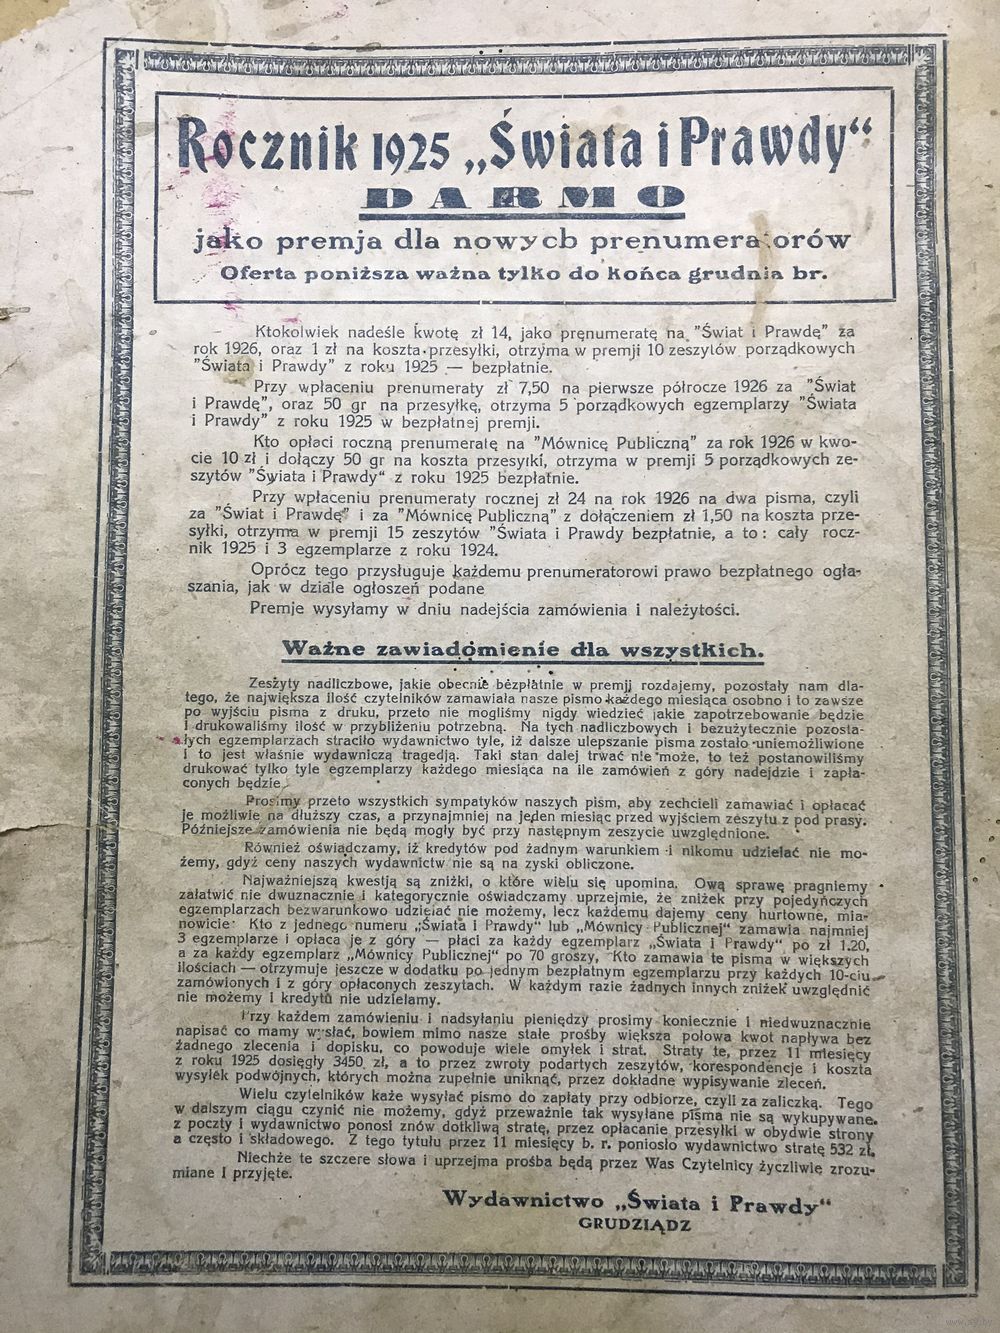 Rocznik 1925 „Świata i Prawdy“
DARMO
jako premja dla nowych prenumeratorów
Oferta poniższa ważna tylko do końca grudnia br.
Ktokolwiek nadeśle kwotę zł 14, jako prenumeratę na "Świat i Prawdę" za
rok 1926, oraz 1 zł na koszta przesyłki, otrzyma w premji 10 zeszytów porządkowych
"Świata i Prawdy" z roku 1925 — bezpłatnie.
Przy wpłaceniu prenumeraty zł 7,50 na pierwsze półrocze 1926 za "Świat
i Prawdę", oraz 50 gr na przesyłkę, otrzyma 5 porządkowych egzemplarzy "Świata
i Prawdy" z roku 1925 w bezpłatnej premji.
Kto opłaci roczną prenumeratę na "Mównicę Publiczną" za rok 1926 w kwo-
cie 10 zł i dołączy 50 gr na koszta przesyłki, otrzyma w premji 5 porządkowych ze-
szytów "Świata i Prawdy“ z roku 1925 bezpłatnie.
Przy wpłaceniu prenumeraty rocznej zł 24 na rok 1926 na dwa pisma, czyli
za "Świat i Prawdę" i za "Mównicę Publiczną" z dołączeniem zł 1,50 na koszta prze-
syłki, otrzyma w premji 15 zeszytów "Świata i Prawdy bezpłatnie, a to: cały rocz-
nik 1925 i 3 egzemplarze z roku 1924.
Oprócz tego przysługuje każdemu prenumeratorowi prawo bezpłatnego ogła-
szania, jak w dziale ogłoszeń podane
Premje wysyłamy w dniu nadejścia zamówienia i należytości.
Ważne zawiadomienie dla wszystkich.
Zeszyty nadliczbowe, jakie obecnie bezpłatnie w premji rozdajemy, pozostały nam dla-
tego, że największa ilość czytelników zamawiała nasze pismo każdego miesiąca osobno i to zawsze
po wyjściu pisma z druku, przeto nie mogliśmy nigdy wiedzieć jakie zapotrzebowanie będzie
i drukowaliśmy ilość w przybliżeniu potrzebną. Na tych nadliczbowych i bezużytecznie pozosta-
łych egzemplarzach straciło wydawnictwo tyle, iż dalsze ulepszanie pisma zostało uniemożliwione
i to jest właśnie wydawniczą tragedją. Taki stan dalej trwać nie może, to też postanowiliśmy
drukować tylko tyle egzemplarzy każdego miesiąca na ile zamówień z góry nadejdzie i zapła-
conych będzie.
Prosimy przeto wszystkich sympatyków naszych pism, aby zechcieli zamawiać i opłacać
je możliwie na dłuższy czas, a przynajmniej na jeden miesiąc przed wyjściem zeszytu z pod prasy.
Późniejsze zamówienia nie będą mogły być przy następnym zeszycie uwzględnione.
Również oświadczamy, iż kredytów pod żadnym warunkiem i nikomu udzielać nie mo-
żemy, gdyż ceny naszych wydawnictw nie są na zyski obliczone.
Najważniejszą kwestją są zniżki, o które wielu się upomina. Ową sprawę pragniemy
załatwić nie dwuznacznie i kategorycznie oświadczamy uprzejmie, że zniżek przy pojedyńczych
egzemplarzach bezwarunkowo udzielać nie możemy, lecz każdemu dajemy ceny hurtowne, mia-
nowicie: Kto z jednego numeru „Świata i Prawdy“ lub „Mównicy Publicznej“ zamawia najmniej
3 egzemplarze i opłaca je z góry — płaci za każdy egzemplarz „Świata i Prawdy“ po zł 1.20,
a za każdy egzemplarz „Mównicy Publicznej“ po 70 groszy, Kto zamawia te pisma w większych
ilościach — otrzymuje jeszcze w dodatku po jednym bezpłatnym egzemplarzu przy każdych 10-ciu
zamówionych i z góry opłaconych zeszytach. W każdym razie żadnych innych zniżek uwzględnić
nie możemy i kredytu nie udzielamy.
Przy każdem zamówieniu i nadsyłaniu pieniędzy prosimy koniecznie i niedwuznacznie
napisać co mamy wysłać, bowiem mimo nasze stałe prośby większa połowa kwot napływa bez
żadnego zlecenia i dopisku, co powoduje wiele omyłek i strat. Straty te, przez 11 miesięcy
z roku 1925 dosięgły 3450 zł, a to przez zwroty podartych zeszytów, korespondencje i koszta
wysyłek podwójnych, których można zupełnie uniknąć, przez dokładne wypisywanie zleceń.
Wielu czytelników każe wysyłać pismo do zapłaty przy odbiorze, czyli za zaliczką. Tego
w dalszym ciągu czynić nie możemy, gdyż przeważnie tak wysyłane pisma nie są wykupywane
z poczty i wydawnictwo ponosi znów dotkliwą stratę, przez opłacanie przesyłki w obydwie strony
a często i składowego. Z tego tytułu przez 11 miesięcy b. r. poniosło wydawnictwo stratę 532 zł.
Niechże te szczere słowa i uprzejma prośba będą przez Was Czytelnicy życzliwie zrozu-
miane i przyjęte.
Wydawnictwo „Świata i Prawdy“
GRUDZIĄDZ